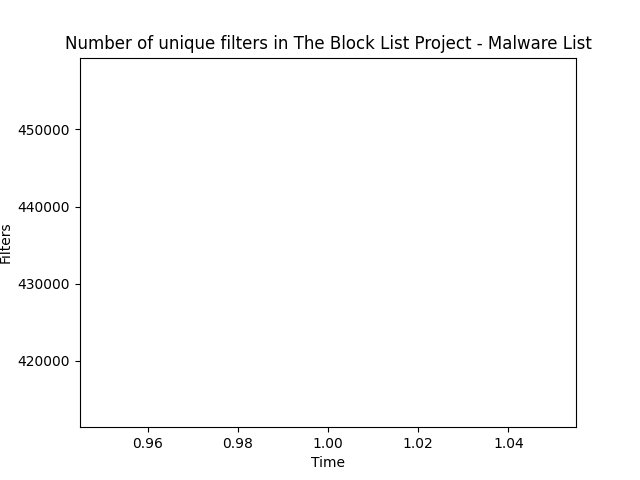 Number of unique filters in The Block List Project - Malware List
450000
440000
430000
420000
Filters
0.96 0.98 1.00 1.02 1.04
Time